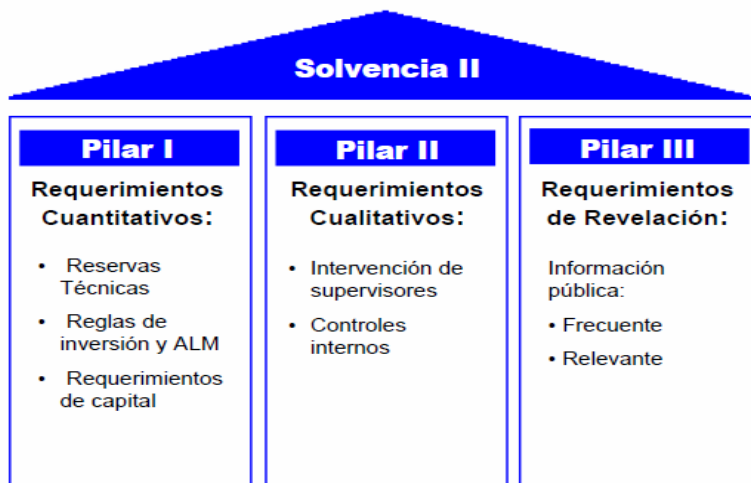 Solvencia II
Pilar I
Requerimientos
Cuantitativos:
• Reservas
Técnicas
• Reglas de
inversión y ALM
• Requerimientos
de capital
Pilar II
Requerimientos
Cualitativos:
• Intervención de
supervisores
• Controles
internos
Pilar III
Requerimientos
de Revelación:
Información
pública:
• Frecuente
• Relevante